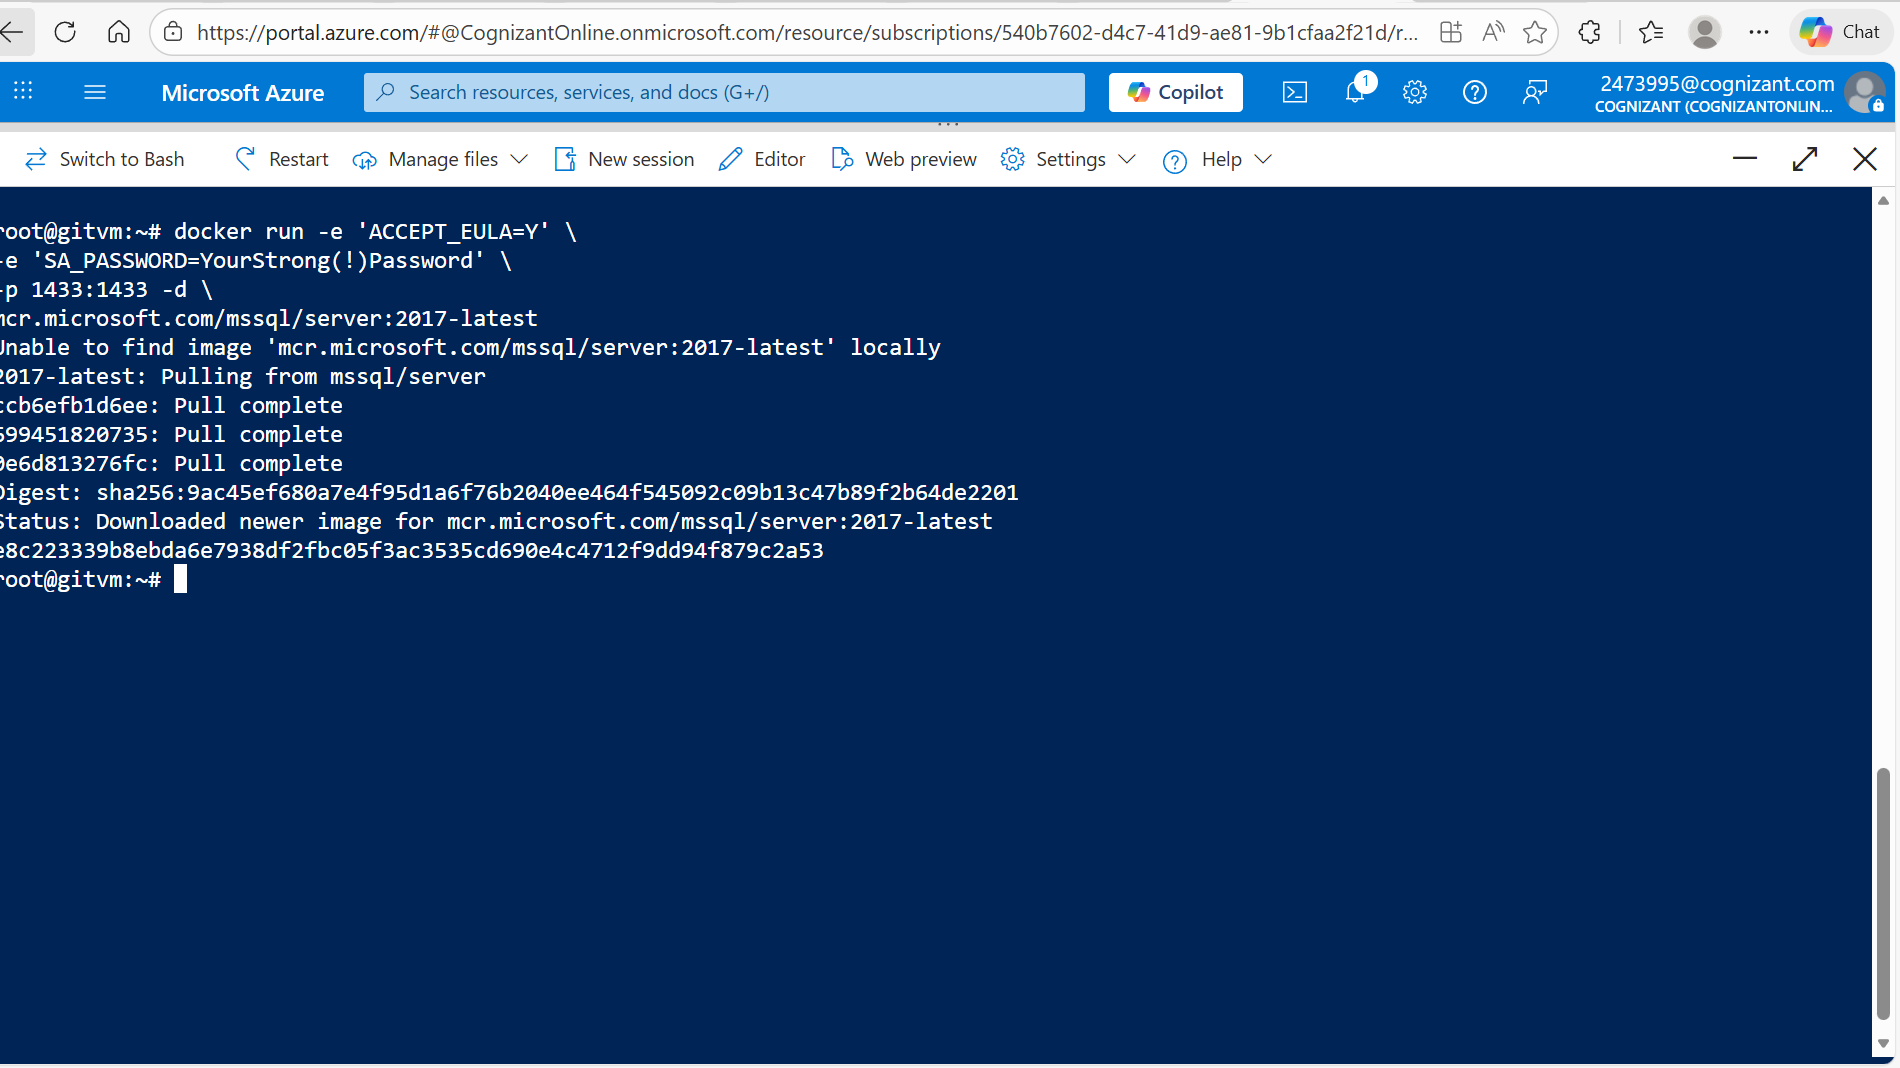 https://portal.azure.com/#@CognizantOnline.onmicrosoft.com/resource/subscriptions/540b7602-d4c7-41d9-ae81-9b1cfaa2f21d/r...
Chat
Microsoft Azure
Search resources, services, and docs (G+/)
Copilot
1
2473995@cognizant.com
COGNIZANT (COGNIZANTONLIN...
Switch to Bash
Restart
Manage files
New session
Editor
Web preview
Settings
Help
root@gitvm:~# docker run -e 'ACCEPT_EULA=Y' \
-e 'SA_PASSWORD=YourStrong(!)Password' \
-p 1433:1433 -d \
mcr.microsoft.com/mssql/server:2017-latest
Unable to find image 'mcr.microsoft.com/mssql/server:2017-latest' locally
2017-latest: Pulling from mssql/server
ccb6efb1d6ee: Pull complete
599451820735: Pull complete
0e6d813276fc: Pull complete
Digest: sha256:9ac45ef680a7e4f95d1a6f76b2040ee464f545092c09b13c47b89f2b64de2201
Status: Downloaded newer image for mcr.microsoft.com/mssql/server:2017-latest
e8c223339b8ebda6e7938df2fbc05f3ac3535cd690e4c4712f9dd94f879c2a53
root@gitvm:~#